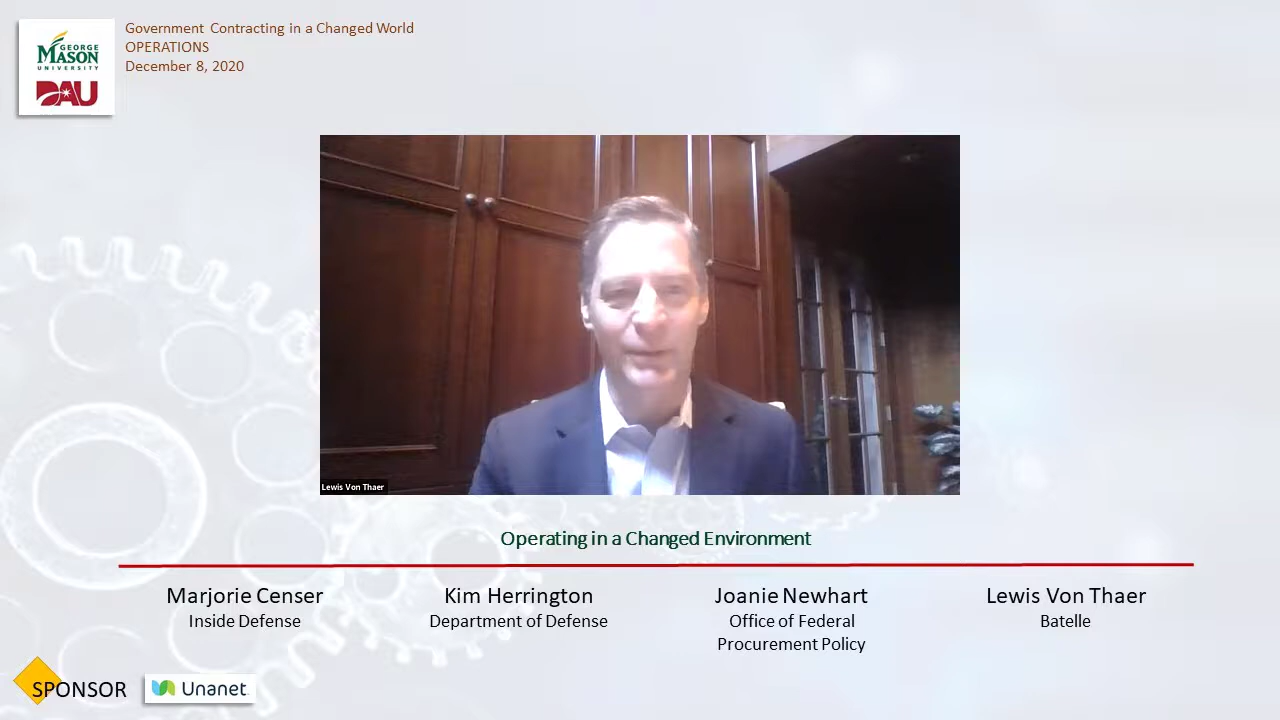 GEORGE
MASON
UNIVERSITY
DAU
Government Contracting in a Changed World
OPERATIONS
December 8, 2020
Lewis Von Thaer
Operating in a Changed Environment
Marjorie Censer
Inside Defense
Kim Herrington
Department of Defense
Joanie Newhart
Office of Federal
Procurement Policy
Lewis Von Thaer
Batelle
SPONSOR
Unanet